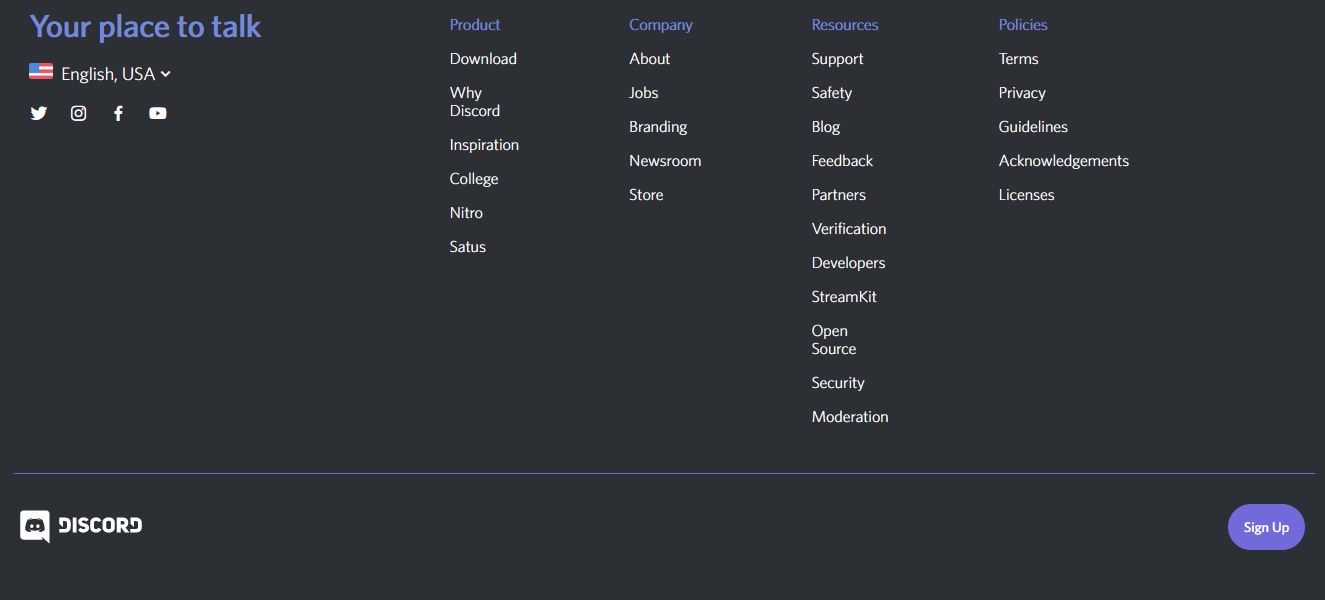 Your place to talk
English, USA
Product
Download
Why
Discord
Inspiration
College
Nitro
Satus
Company
About
Jobs
Branding
Newsroom
Store
Resources
Support
Safety
Blog
Feedback
Partners
Verification
Developers
StreamKit
Open
Source
Security
Moderation
Policies
Terms
Privacy
Guidelines
Acknowledgements
Licenses
DISCORD
Sign Up